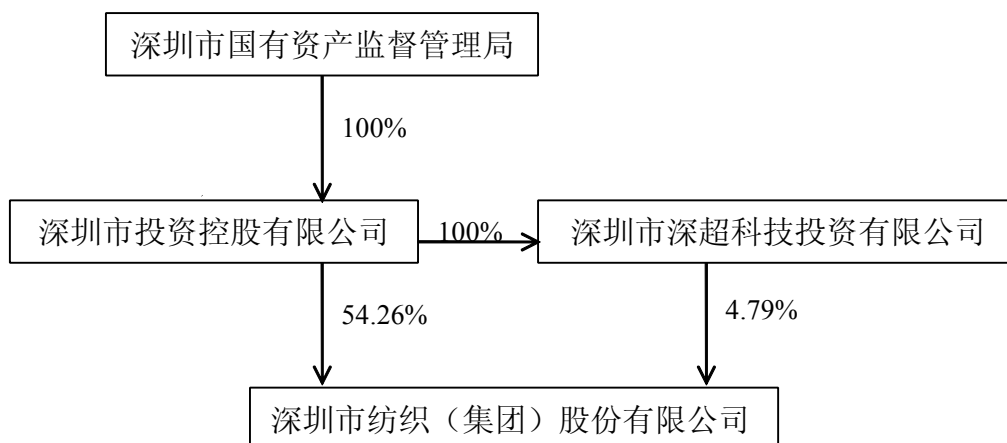 深圳市国有资产监督管理局
100%
深圳市投资控股有限公司
100%
深圳市深超科技投资有限公司
54.26%
4.79%
深圳市纺织（集团）股份有限公司